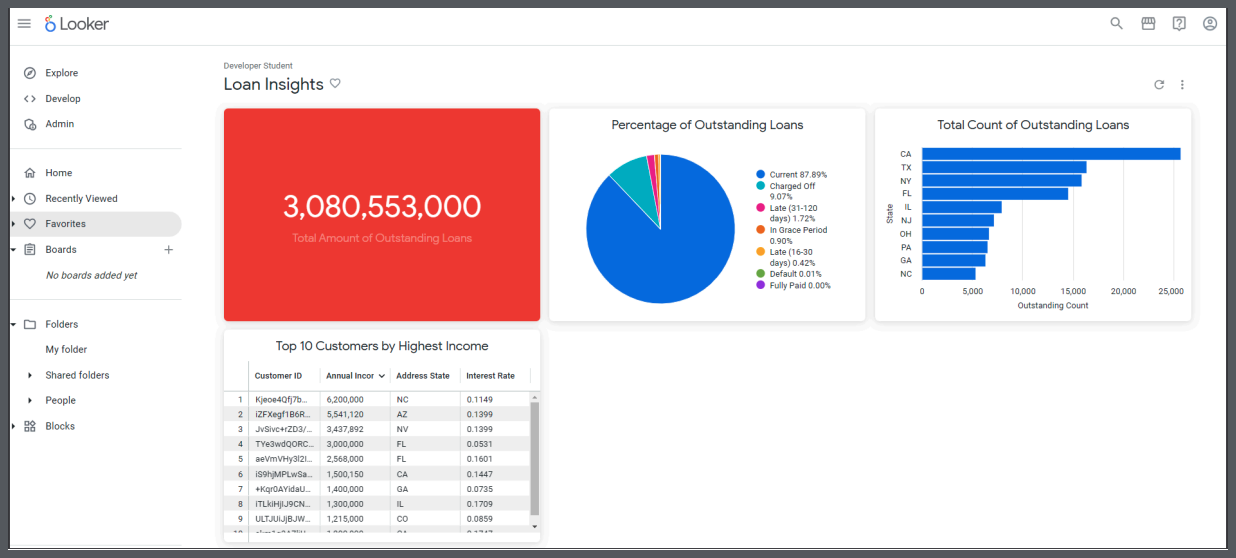 Looker
Explore
Develop
Admin
Home
Recently Viewed
Favorites
Boards
No boards added yet
Folders
My folder
Shared folders
People
Blocks
Developer Student
Loan Insights
3,080,553,000
Total Amount of Outstanding Loans
Percentage of Outstanding Loans
Current 87.89%
Charged Off
9.07%
Late (31-120
days) 1.72%
In Grace Period
0.90%
Late (16-30
days) 0.42%
Default 0.01%
Fully Paid 0.00%
Total Count of Outstanding Loans
State
CA
TX
NY
FL
IL
NJ
OH
PA
GA
NC
0 5,000 10,000 15,000 20,000 25,000
Outstanding Count
Top 10 Customers by Highest Income
Customer ID Annual Incor Address State Interest Rate
1 Kjeoe4Qfj7b... 6,200,000 NC 0.1149
2 iZFXegf1B6R... 5,541,120 AZ 0.1399
3 JvSivc+rZD3/... 3,437,892 NV 0.1399
4 TYe3wdQORC... 3,000,000 FL 0.0531
5 2,568,000 FL 0.1601
6 iS9hjMPLwSa... 1,500,150 CA 0.1447
7 +Kqr0AYidaU... 1,400,000 GA 0.0735
8 1,300,000 IL 0.1709
9 ULTJUiJjBJW... 1,215,000 CO 0.0859